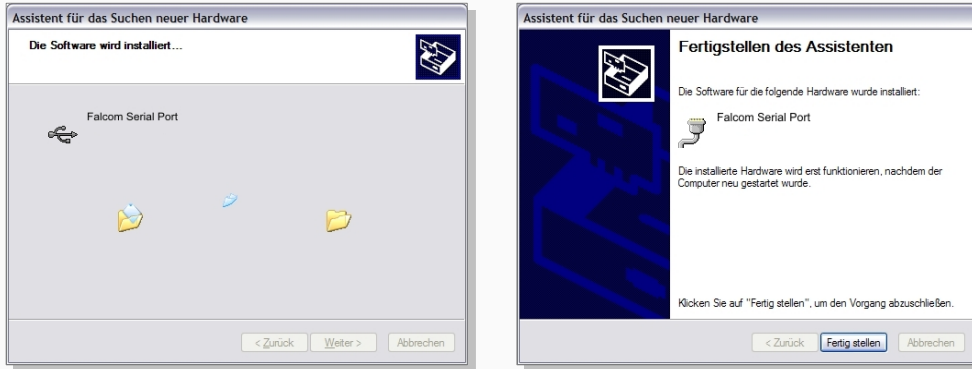 Assistent für das Suchen neuer Hardware
Die Software wird installiert...
Falcom Serial Port
< Zurück
Weiter >
Abbrechen
Assistent für das Suchen neuer Hardware
Fertigstellen des Assistenten
Die Software für die folgende Hardware wurde installiert:
Falcom Serial Port
Die installierte Hardware wird erst funktionieren, nachdem der
Computer neu gestartet wurde.
Klicken Sie auf "Fertig stellen", um den Vorgang abzuschließen.
< Zurück
Fertig stellen
Abbrechen